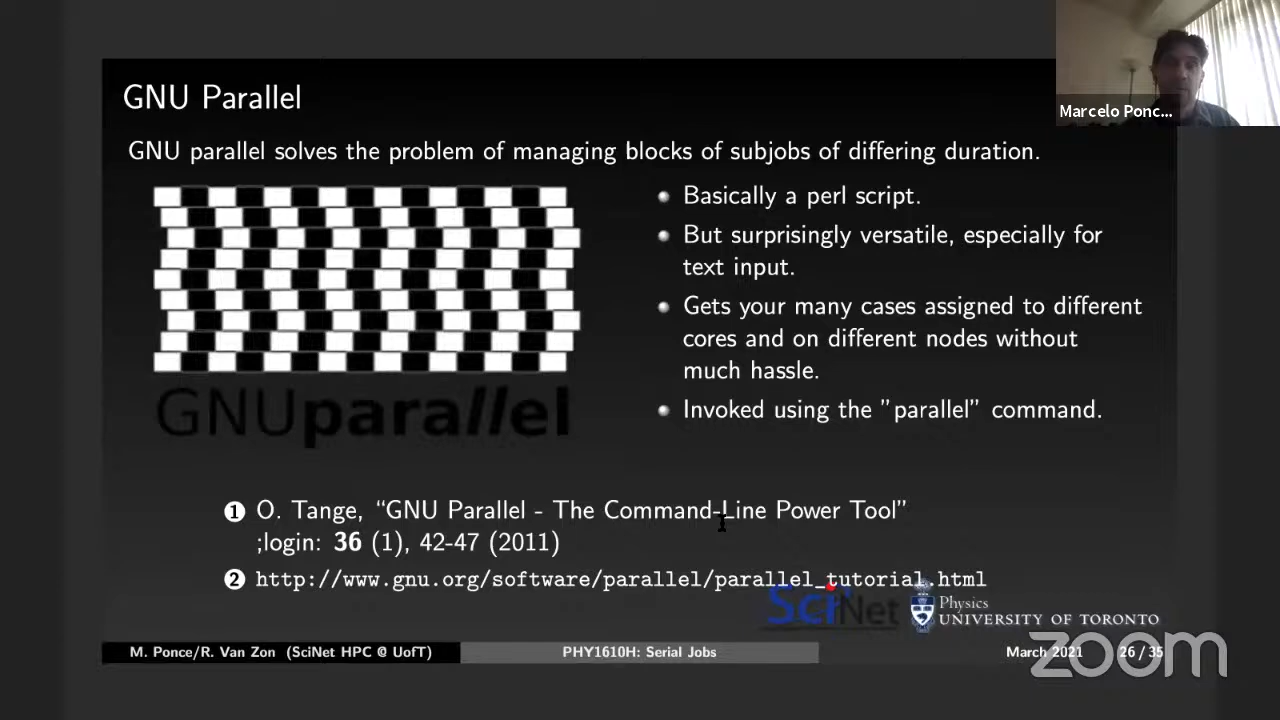 GNU Parallel
Marcelo Ponc...
GNU parallel solves the problem of managing blocks of subjobs of differing duration.
Basically a perl script.
But surprisingly versatile, especially for
text input.
Gets your many cases assigned to different
cores and on different nodes without
much hassle.
Invoked using the ”parallel” command.
GNUparallel
1 O. Tange, “GNU Parallel - The Command-Line Power Tool”
;login: 36 (1), 42-47 (2011)
2 http://www.gnu.org/software/parallel/parallel_tutorial.html
SciNet
Physics
UNIVERSITY OF TORONTO
M. Ponce/R. Van Zon (SciNet HPC @ UofT)
PHY1610H: Serial Jobs
March 2021
26 / 35
zoom